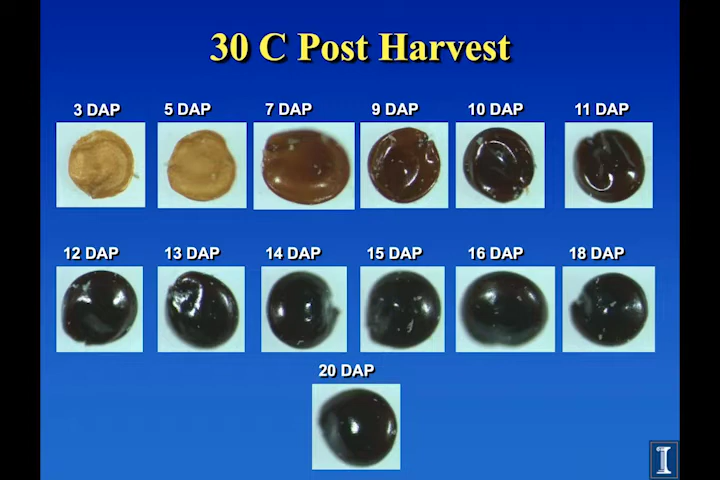 30 C Post Harvest
3 DAP 5 DAP 7 DAP 9 DAP 10 DAP 11 DAP
12 DAP 13 DAP 14 DAP 15 DAP 16 DAP 18 DAP
20 DAP
I